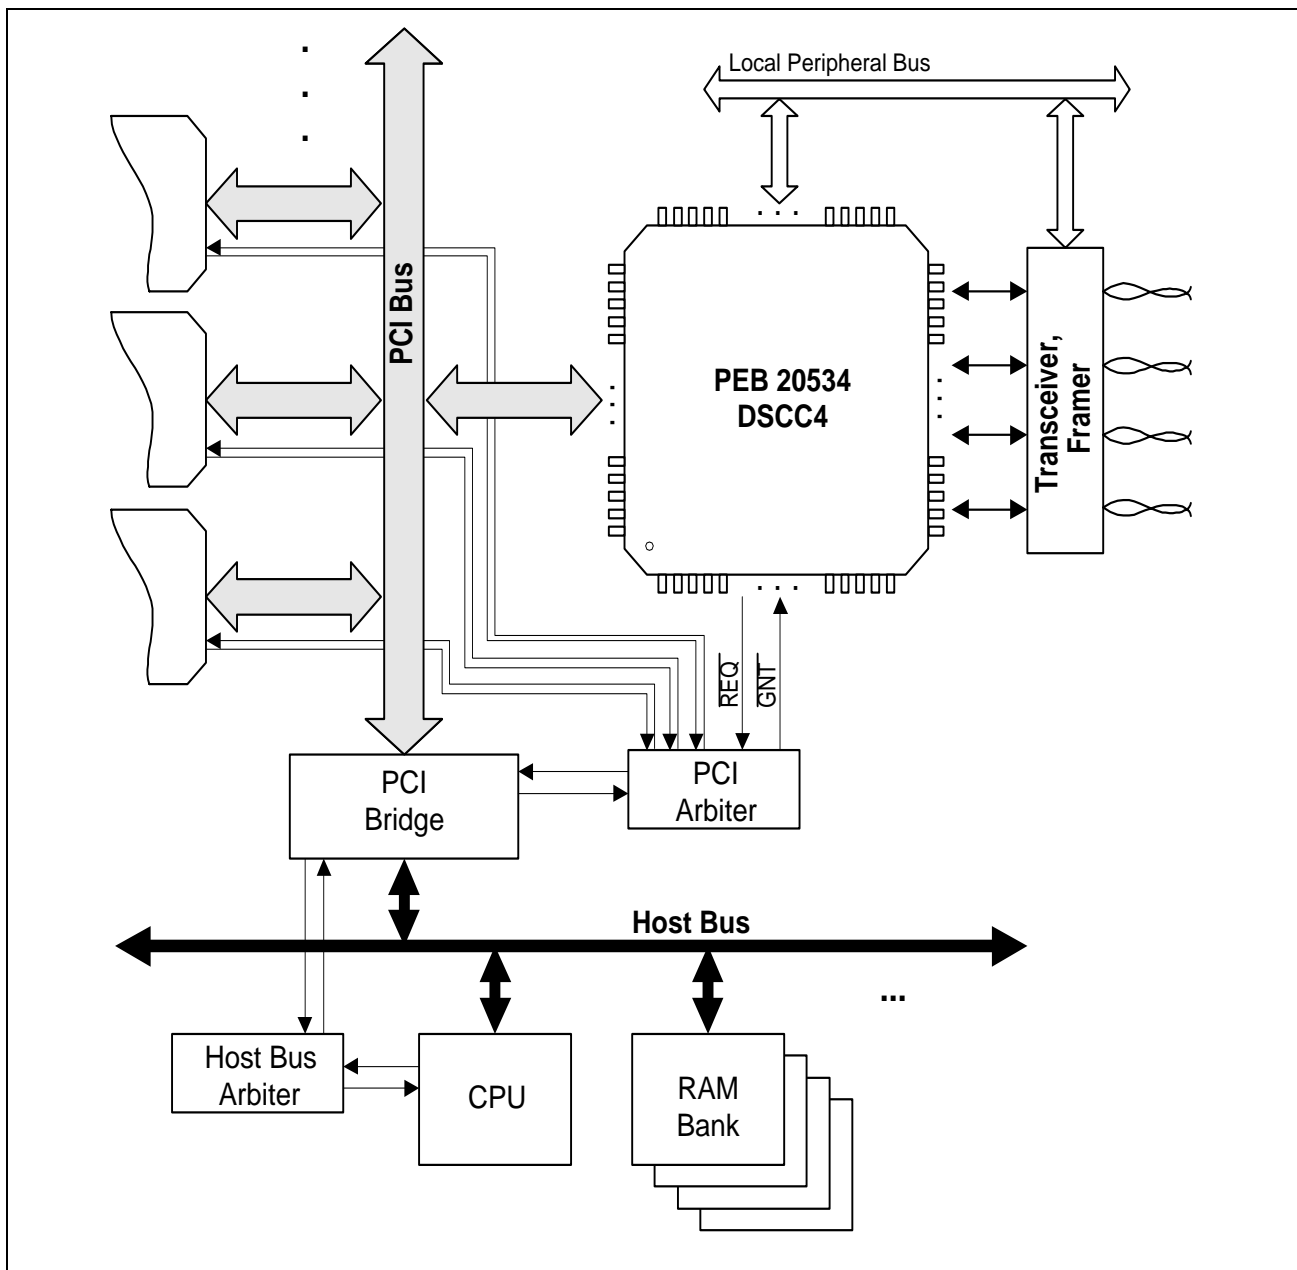 Local Peripheral Bus
PCI Bus
PEB 20534
DSCC4
Transceiver,
Framer
REQ
GNT
PCI
Bridge
PCI
Arbiter
Host Bus
...
Host Bus
Arbiter
CPU
RAM
Bank